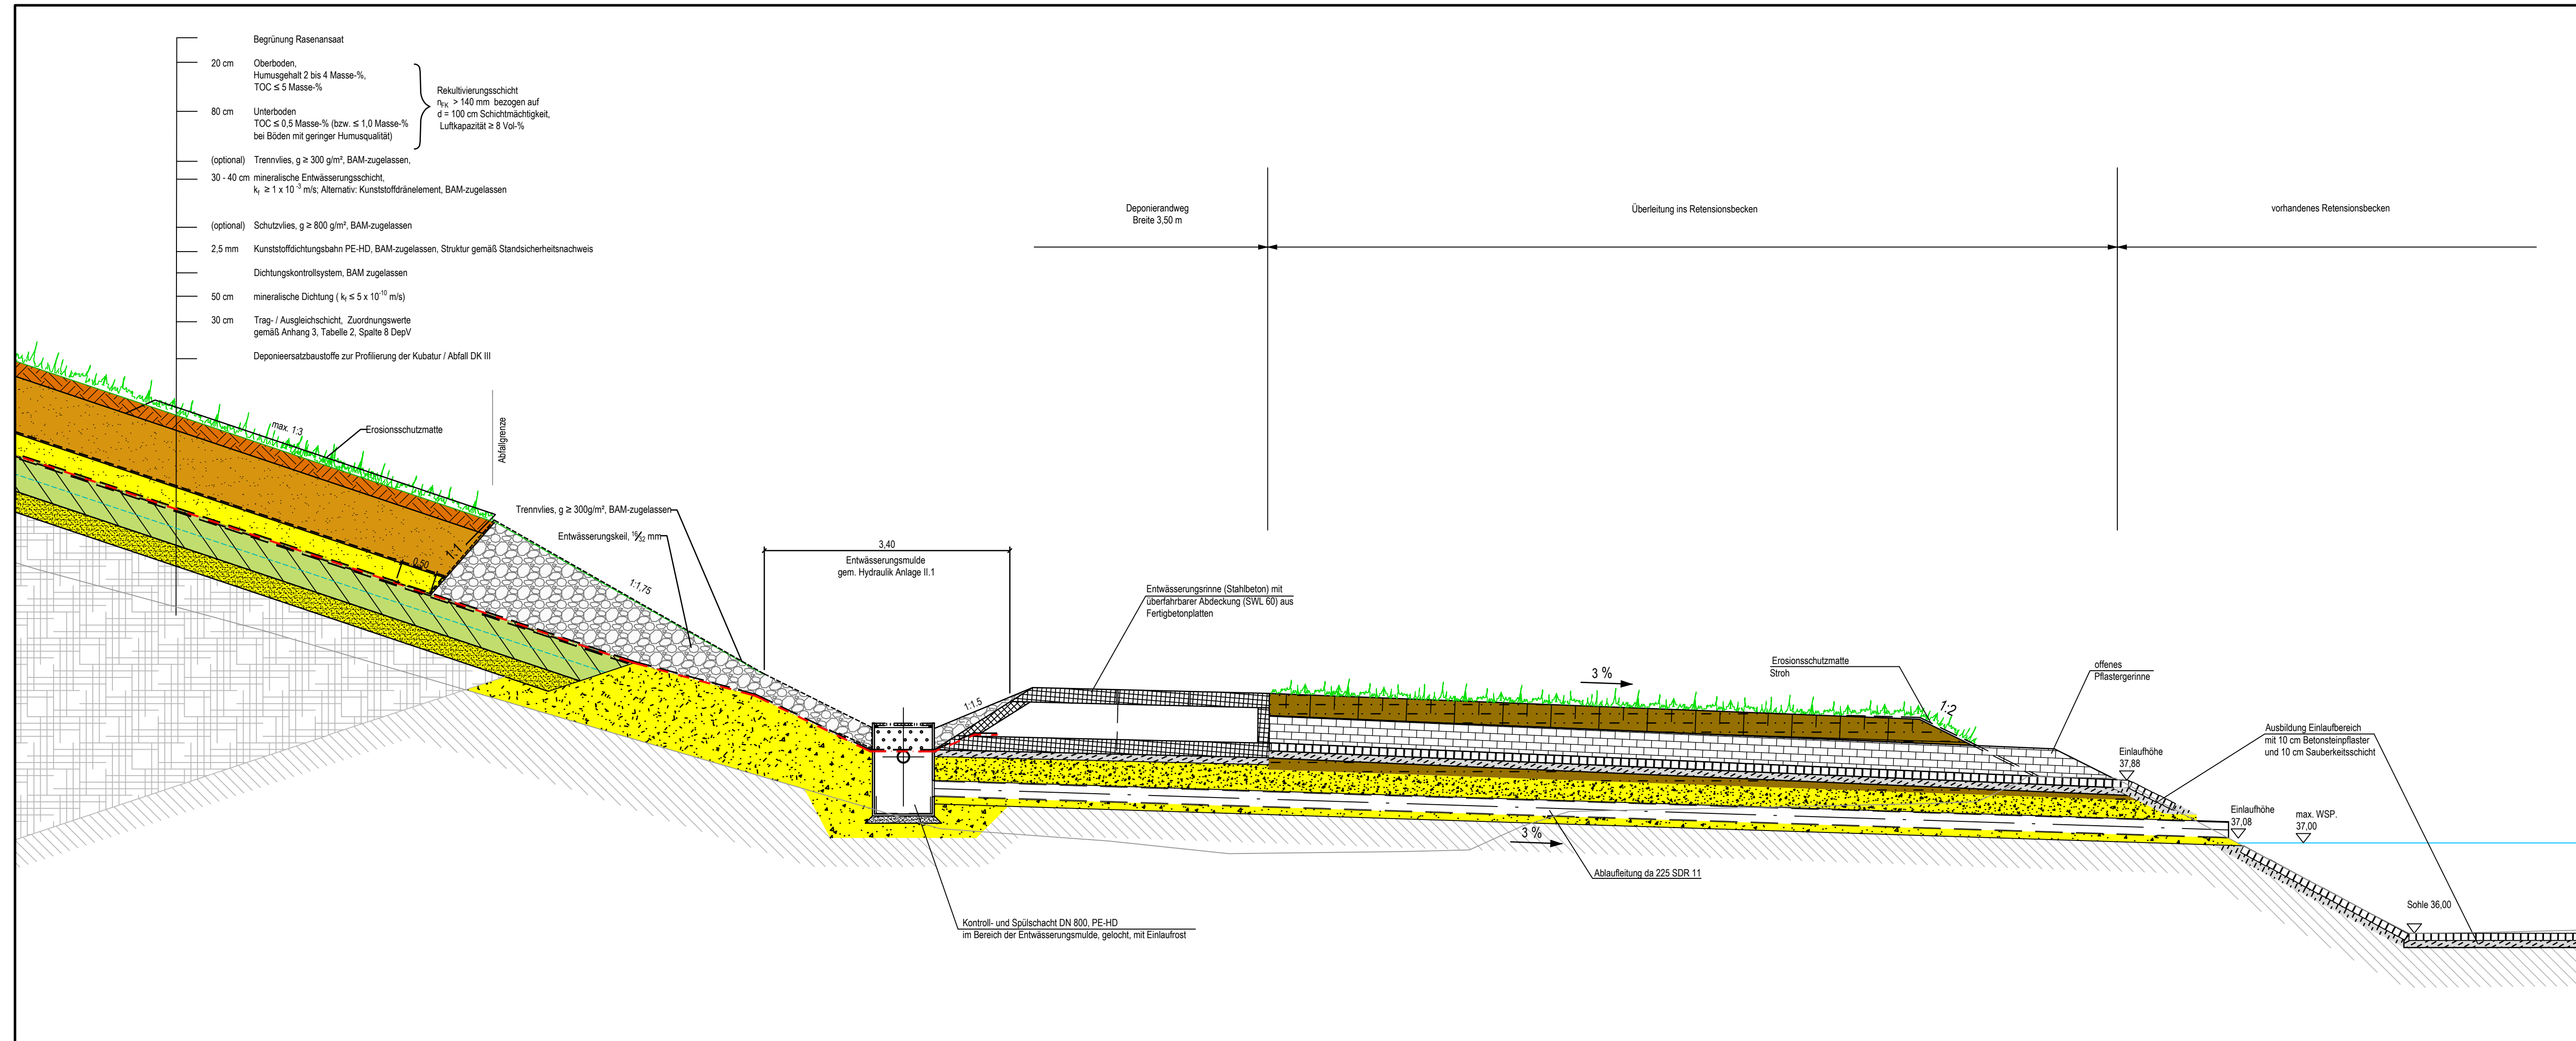 Begrünung Rasenansaat
20 cm Oberboden,
Humusgehalt 2 bis 4 Masse-%,
TOC ≤ 5 Masse-%
80 cm Unterboden
TOC ≤ 0,5 Masse-% (bzw. ≤ 1,0 Masse-%
bei Böden mit geringer Humusqualität)
Rekultivierungsschicht
nFK > 140 mm bezogen auf
d = 100 cm Schichtmächtigkeit,
Luftkapazität ≥ 8 Vol-%
(optional) Trennvlies, g ≥ 300 g/m², BAM-zugelassen,
30 - 40 cm mineralische Entwässerungsschicht,
kf ≥ 1 x 10 -3 m/s; Alternativ: Kunststoffdränelement, BAM-zugelassen
(optional) Schutzvlies, g ≥ 800 g/m², BAM-zugelassen
2,5 mm Kunststoffdichtungsbahn PE-HD, BAM-zugelassen, Struktur gemäß Standsicherheitsnachweis
Dichtungskontrollsystem, BAM zugelassen
50 cm mineralische Dichtung ( kf ≤ 5 x 10-10 m/s)
30 cm Trag- / Ausgleichschicht, Zuordnungswerte
gemäß Anhang 3, Tabelle 2, Spalte 8 DepV
Deponieersatzbaustoffe zur Profilierung der Kubatur / Abfall DK III
Deponierandweg
Breite 3,50 m
Überleitung ins Retensionsbecken
vorhandenes Retensionsbecken
max. 1:3
Erosionsschutzmatte
Abfallgrenze
Trennvlies, g ≥ 300g/m², BAM-zugelassen
Entwässerungskeil, 16/32 mm
1:1
0,50
1:1,75
3,40
Entwässerungsmulde
gem. Hydraulik Anlage II.1
1:1,5
Entwässerungsrinne (Stahlbeton) mit
überfahrbarer Abdeckung (SWL 60) aus
Fertigbetonplatten
3 %
Erosionsschutzmatte
Stroh
1:2
offenes
Pflastergerinne
Einlaufhöhe
37,88
Ausbildung Einlaufbereich
mit 10 cm Betonsteinpflaster
und 10 cm Sauberkeitsschicht
Einlaufhöhe
37,08
max. WSP.
37,00
3 %
Ablaufleitung da 225 SDR 11
Sohle 36,00
Kontroll- und Spülschacht DN 800, PE-HD
im Bereich der Entwässerungsmulde, gelocht, mit Einlaufrost